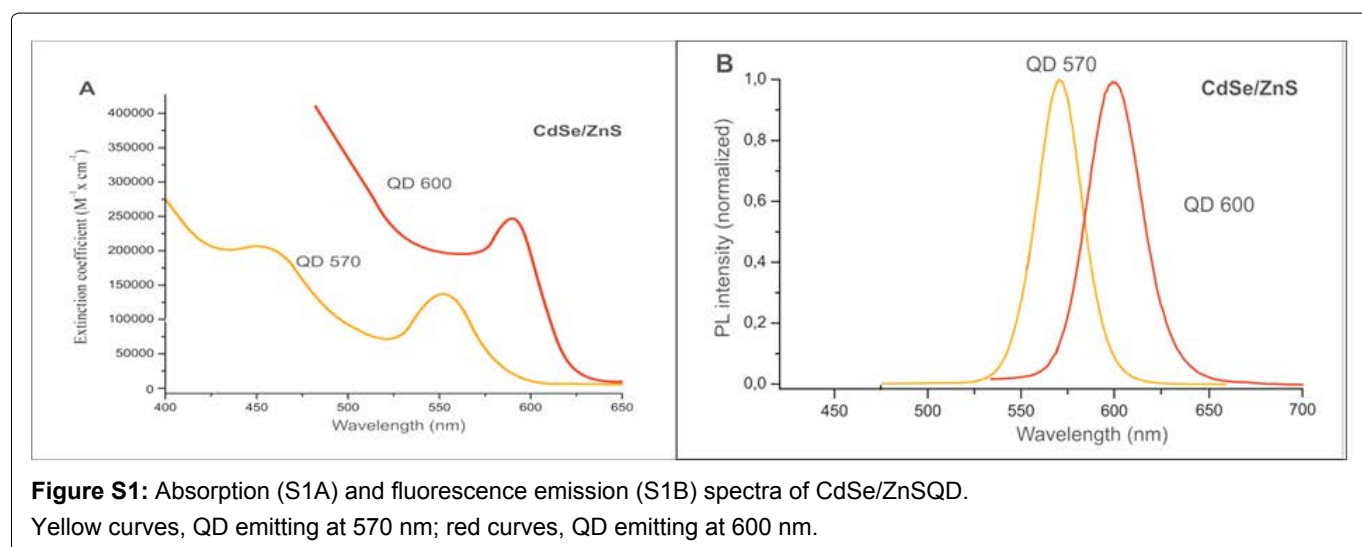 A
CdSe/ZnS
QD 600
QD 570
Extinction coefficient (M⁻¹x cm⁻¹)
400000
350000
300000
250000
200000
150000
100000
50000
0
400 450 500 550 600 650
Wavelength (nm)
B
QD 570
CdSe/ZnS
QD 600
PL intensity (normalized)
1,0
0,8
0,6
0,4
0,2
0,0
450 500 550 600 650 700
Wavelength (nm)
Figure S1: Absorption (S1A) and fluorescence emission (S1B) spectra of CdSe/ZnSQD.
Yellow curves, QD emitting at 570 nm; red curves, QD emitting at 600 nm.